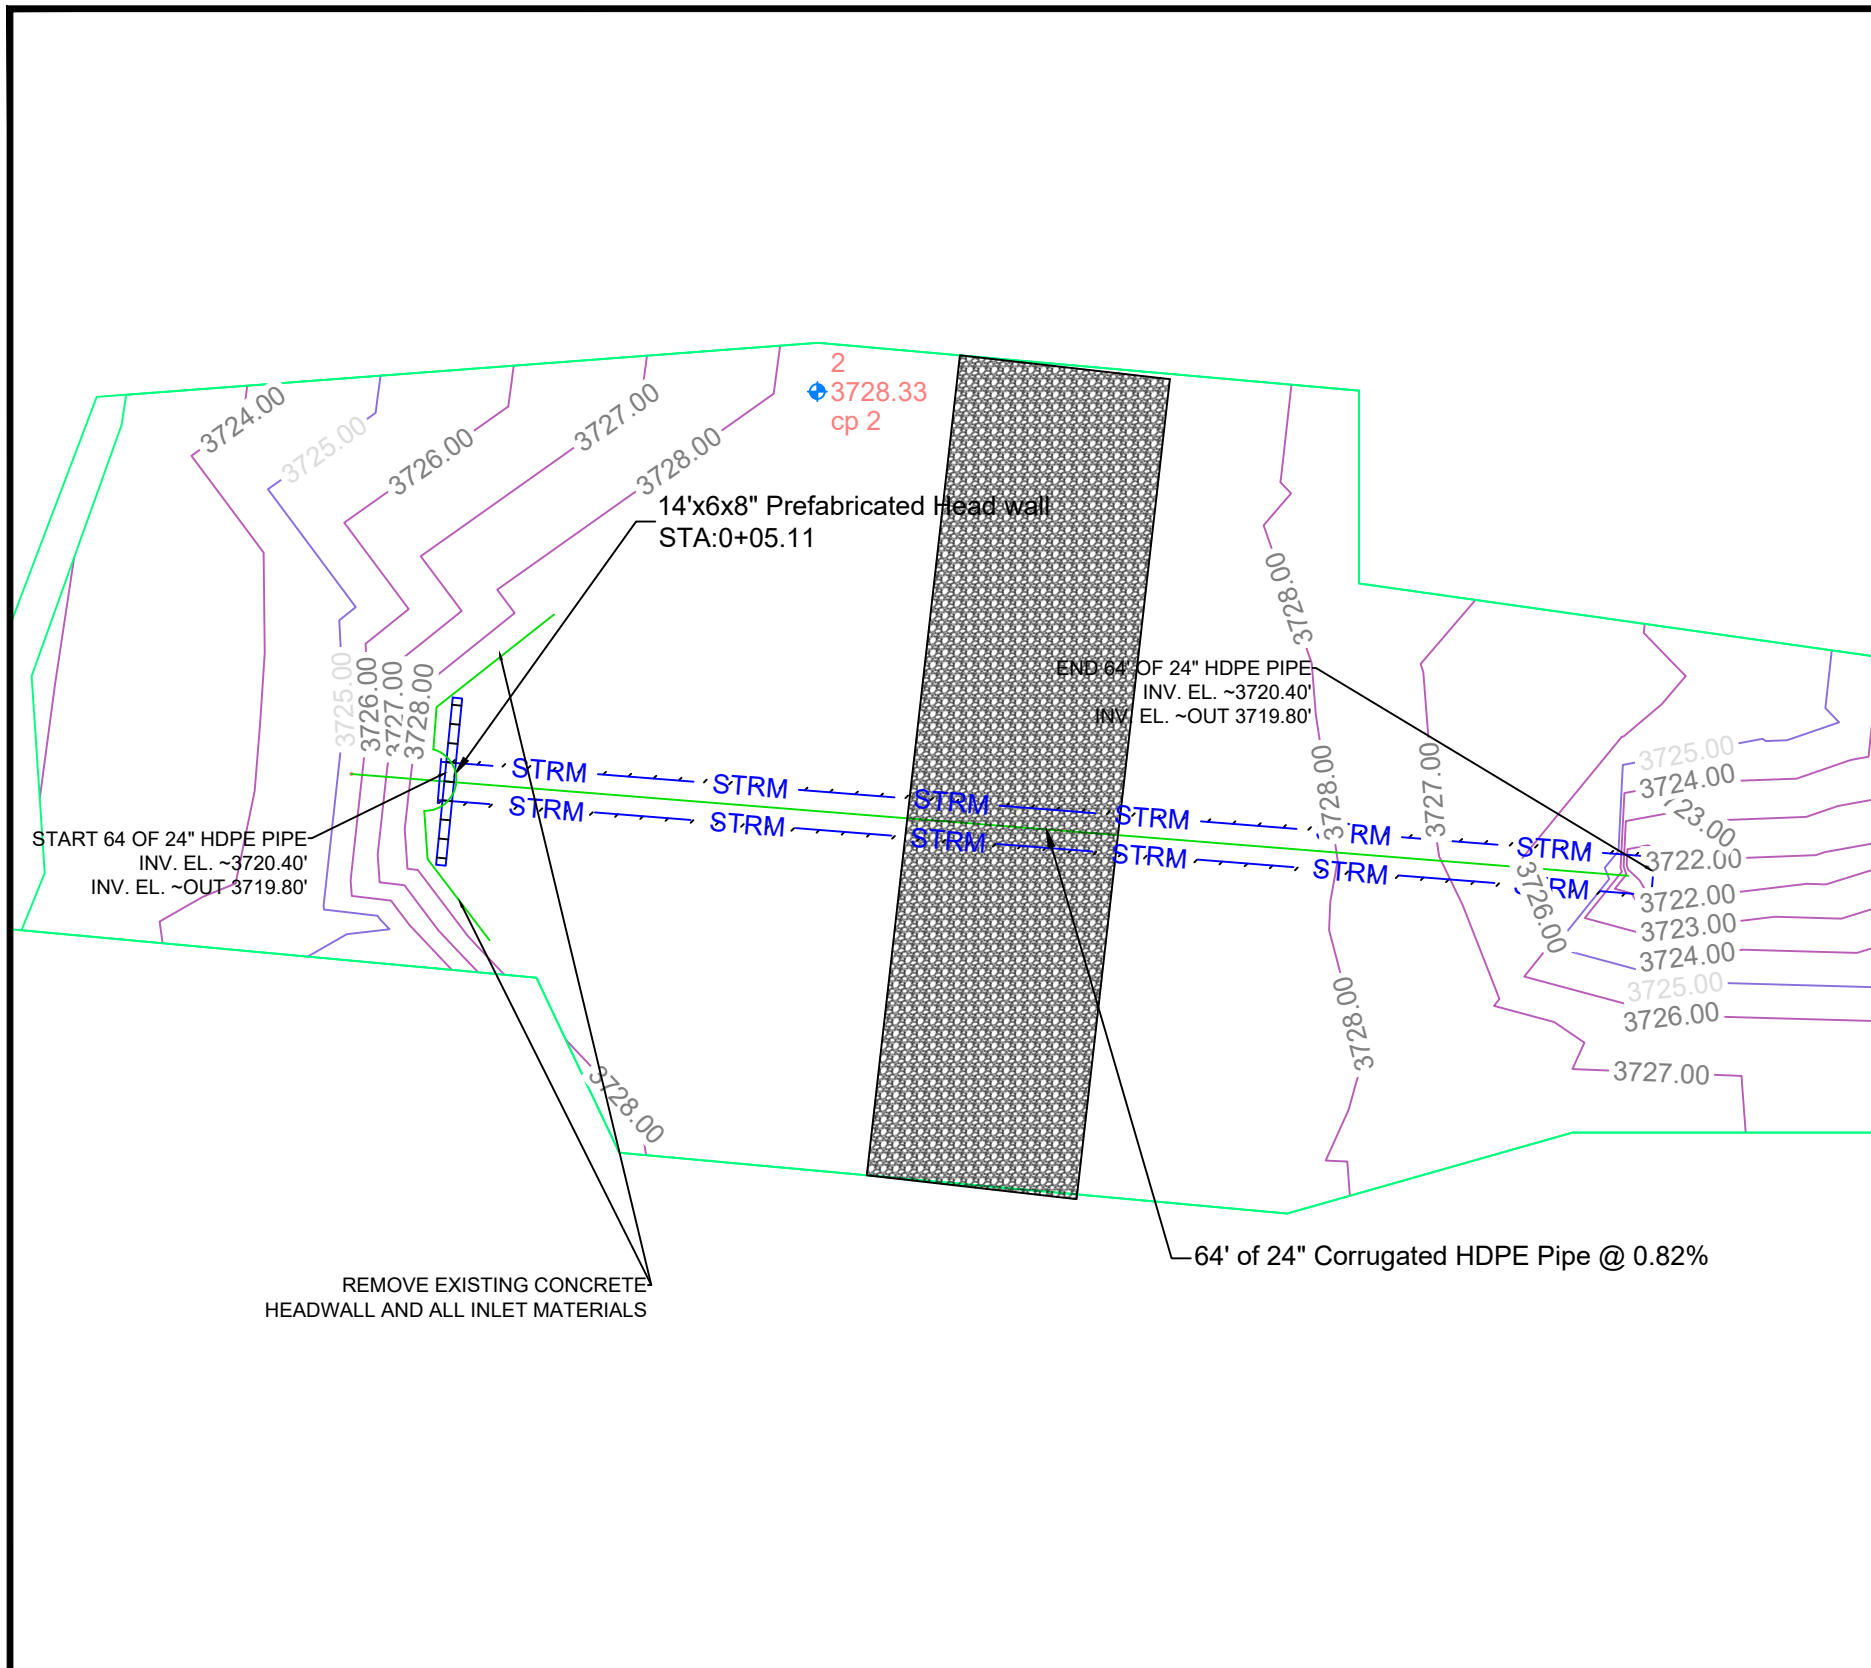 2
3728.33
cp 2
3724.00
3725.00
3726.00
3727.00
3728.00
14'x6x8" Prefabricated Head wall
STA:0+05.11
3728.00
END 64' OF 24" HDPE PIPE
INV. EL. ~3720.40'
INV. EL. ~OUT 3719.80'
3725.00
3726.00
3727.00
3728.00
STRM
STRM
STRM
STRM
RM
STRM
STRM
STRM
STRM
STRM
STRM
RM
3728.00
3727.00
3725.00
3724.00
23.00
3722.00
3722.00
3723.00
3724.00
3725.00
3726.00
3726.00
3727.00
START 64 OF 24" HDPE PIPE
INV. EL. ~3720.40'
INV. EL. ~OUT 3719.80'
3728.00
3728.00
64' of 24" Corrugated HDPE Pipe @ 0.82%
REMOVE EXISTING CONCRETE
HEADWALL AND ALL INLET MATERIALS